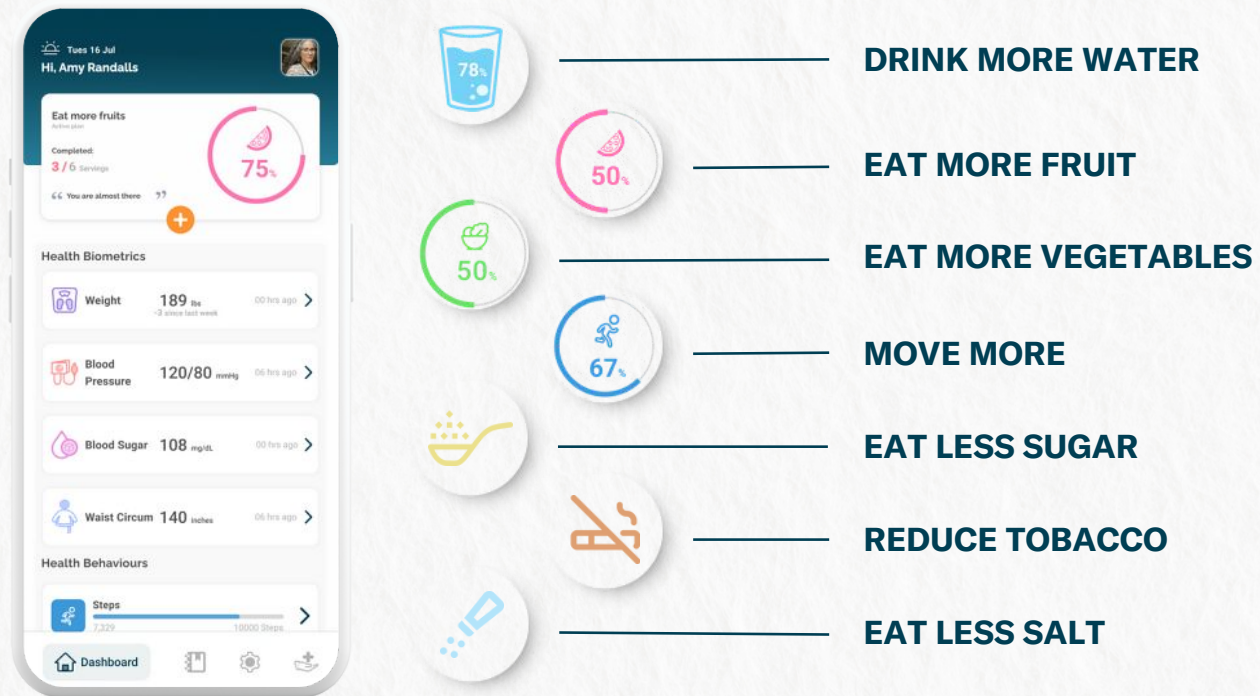 Tues 16 Jul
Hi, Amy Randalls
Eat more fruits
Active plan
Completed:
3 / 6 Servings
75%
“ You are almost there ”
Health Biometrics
Weight 189 lbs 00 hrs ago
-3 since last week
Blood Pressure 120/80 mmHg 06 hrs ago
Blood Sugar 108 mg/dL 00 hrs ago
Waist Circum 140 inches 06 hrs ago
Health Behaviours
Steps
7,329 10000 Steps
Dashboard
78%
DRINK MORE WATER
50%
EAT MORE FRUIT
50%
EAT MORE VEGETABLES
67%
MOVE MORE
EAT LESS SUGAR
REDUCE TOBACCO
EAT LESS SALT